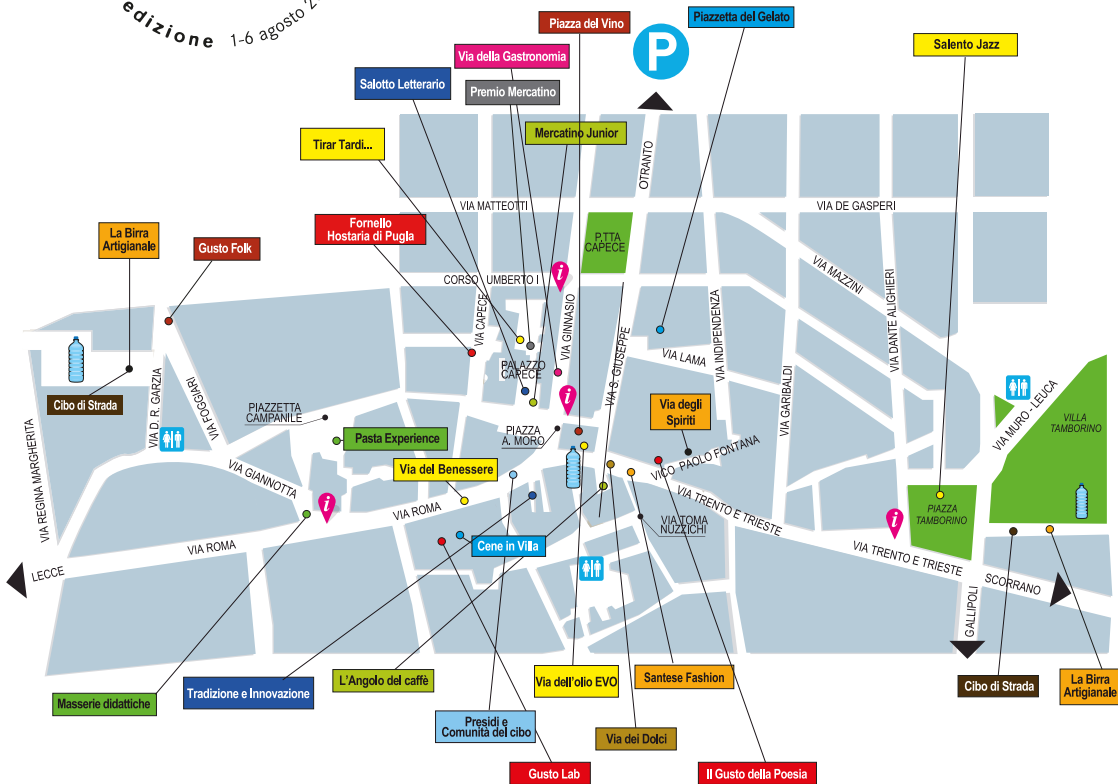 edizione 1-6 agosto 2
Piazza del Vino
Piazzetta del Gelato
P
Salento Jazz
Via della Gastronomia
Salotto Letterario
Premio Mercatino
Mercatino Junior
Tirar Tardi...
OTRANTO
VIA MATTEOTTI
VIA DE GASPERI
Fornello
Hostaria di Pugla
La Birra
Artigianale
Gusto Folk
P.TTA
CAPECE
VIA MAZZINI
CORSO UMBERTO I
i
VIA CAPECE
VIA GINNASIO
VIA S. GIUSEPPE
VIA INDIPENDENZA
VIA DANTE ALIGHIERI
VIA LAMA
PALAZZO
CAPECE
VIA GARIBALDI
Cibo di Strada
VIA D. R. GARZIA
VIA FOGGIARI
PIAZZETTA
CAMPANILE
i
Via degli
Spiriti
VIA MURO - LEUCA
VILLA
TAMBORINO
PIAZZA
A. MORO
Pasta Experience
VIA REGINA MARGHERITA
VIA GIANNOTTA
Via del Benessere
VICO PAOLO FONTANA
i
VIA ROMA
VIA TRENTO E TRIESTE
VIA TOMA
NUZZICHI
PIAZZA
TAMBORINO
i
VIA ROMA
Cene in Villa
VIA TRENTO E TRIESTE
LECCE
SCORRANO
GALLIPOLI
Masserie didattiche
Tradizione e Innovazione
L'Angolo del caffè
Via dell'olio EVO
Santese Fashion
Cibo di Strada
La Birra
Artigianale
Presidi e
Comunità del cibo
Via dei Dolci
Gusto Lab
Il Gusto della Poesia